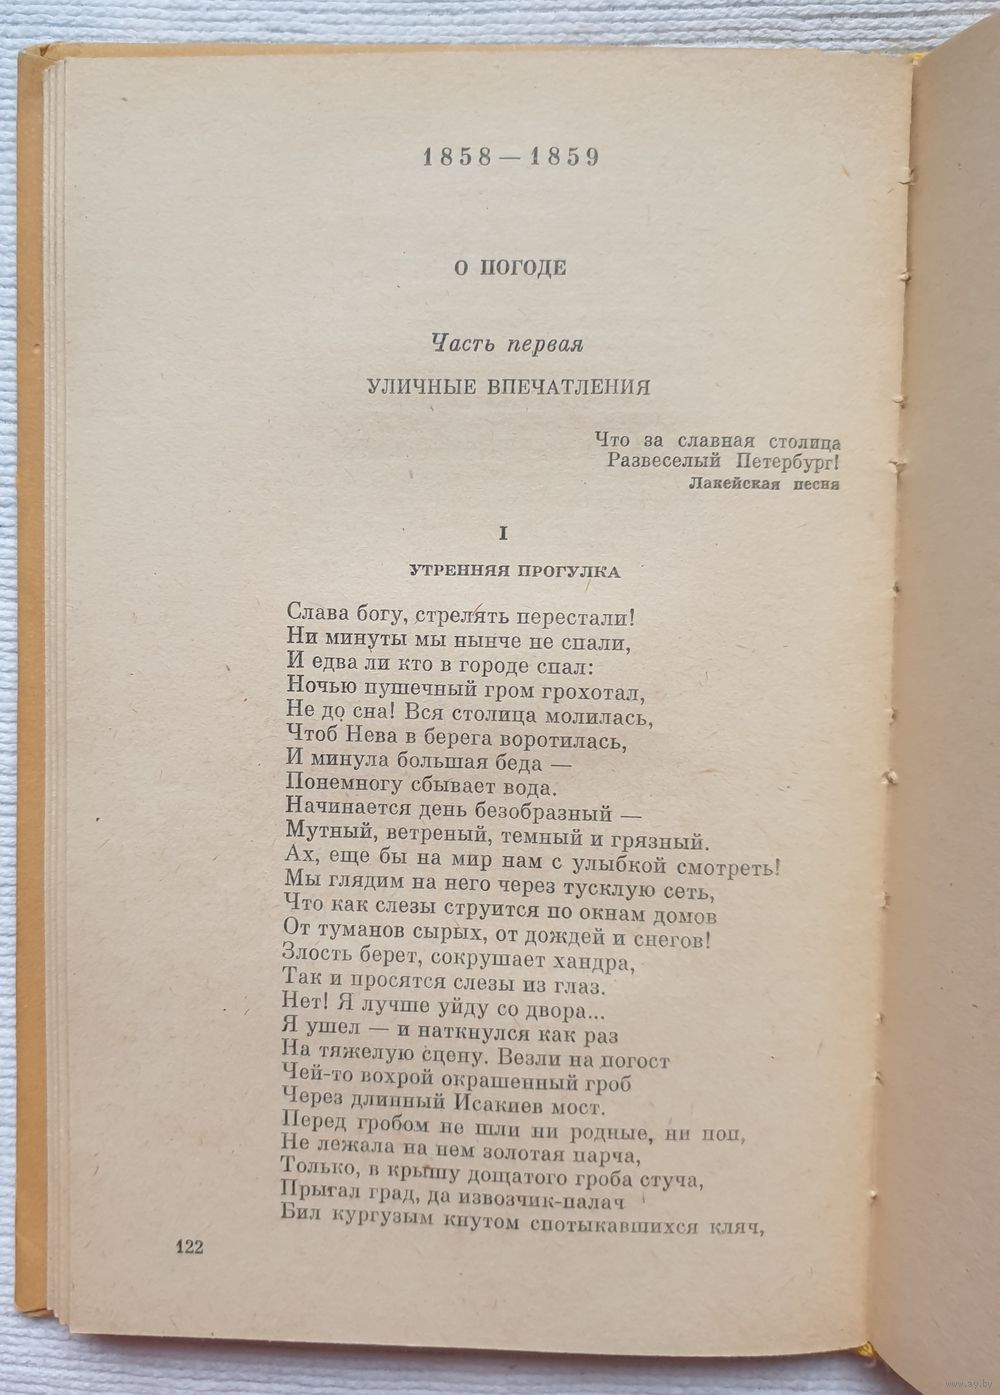 1858—1859
О ПОГОДЕ
Часть первая
УЛИЧНЫЕ ВПЕЧАТЛЕНИЯ
Что за славная столица
Развеселый Петербург!
Лакейская песня
I
УТРЕННЯЯ ПРОГУЛКА
Слава богу, стрелять перестали!
Ни минуты мы нынче не спали,
И едва ли кто в городе спал:
Ночью пушечный гром грохотал,
Не до сна! Вся столица молилась,
Чтоб Нева в берега воротилась,
И минула большая беда —
Понемногу сбывает вода.
Начинается день безобразный —
Мутный, ветреный, темный и грязный.
Ах, еще бы на мир нам с улыбкой смотреть!
Мы глядим на него через тусклую сеть,
Что как слезы струится по окнам домов
От туманов сырых, от дождей и снегов!
Злость берет, сокрушает хандра,
Так и просятся слезы из глаз.
Нет! Я лучше уйду со двора...
Я ушел — и наткнулся как раз
На тяжелую сцену. Везли на погост
Чей-то вохрой окрашенный гроб
Через длинный Исакиев мост.
Перед гробом не шли ни родные, ни поп,
Не лежала на нем золотая парча,
Только, в крышу дощатого гроба стуча,
Прыгал град, да извозчик-палач
Бил кургузым кнутом спотыкавшихся кляч,
122
www.ay.by